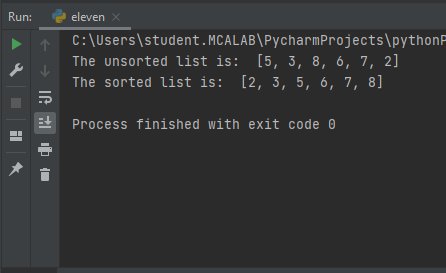 Run: eleven
C:\Users\student.MCALAB\PycharmProjects\pythonP
The unsorted list is:  [5, 3, 8, 6, 7, 2]
The sorted list is:  [2, 3, 5, 6, 7, 8]
Process finished with exit code 0